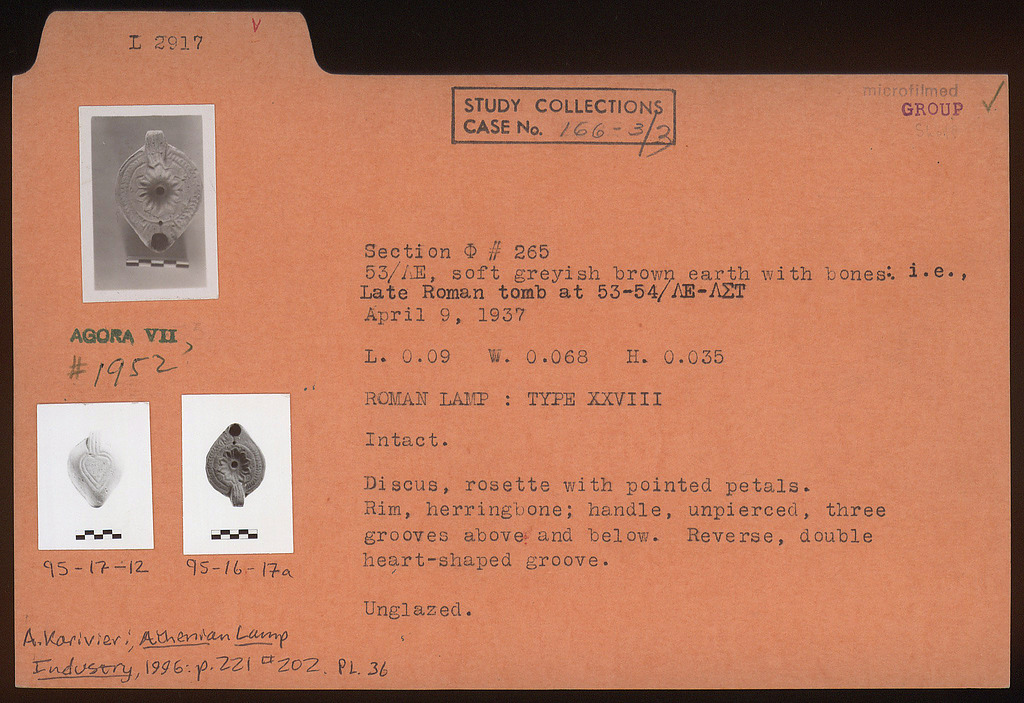 L 2917
V
STUDY COLLECTIONS
CASE No. 166-3/3
microfilmed
GROUP
AGORA VII,
#1952
Section Φ # 265
53/ΛΕ, soft greyish brown earth with bones: i.e.,
Late Roman tomb at 53-54/ΛΕ-ΛΣΤ
April 9, 1937
L. 0.09 W. 0.068 H. 0.035
ROMAN LAMP : TYPE XXVIII
Intact.
Discus, rosette with pointed petals.
Rim, herringbone; handle, unpierced, three
grooves above and below. Reverse, double
heart-shaped groove.
Unglazed.
95-17-12
95-16-17a
A. Karivieri, Athenian Lamp
Industry, 1996: p. 221 #202. PL. 36